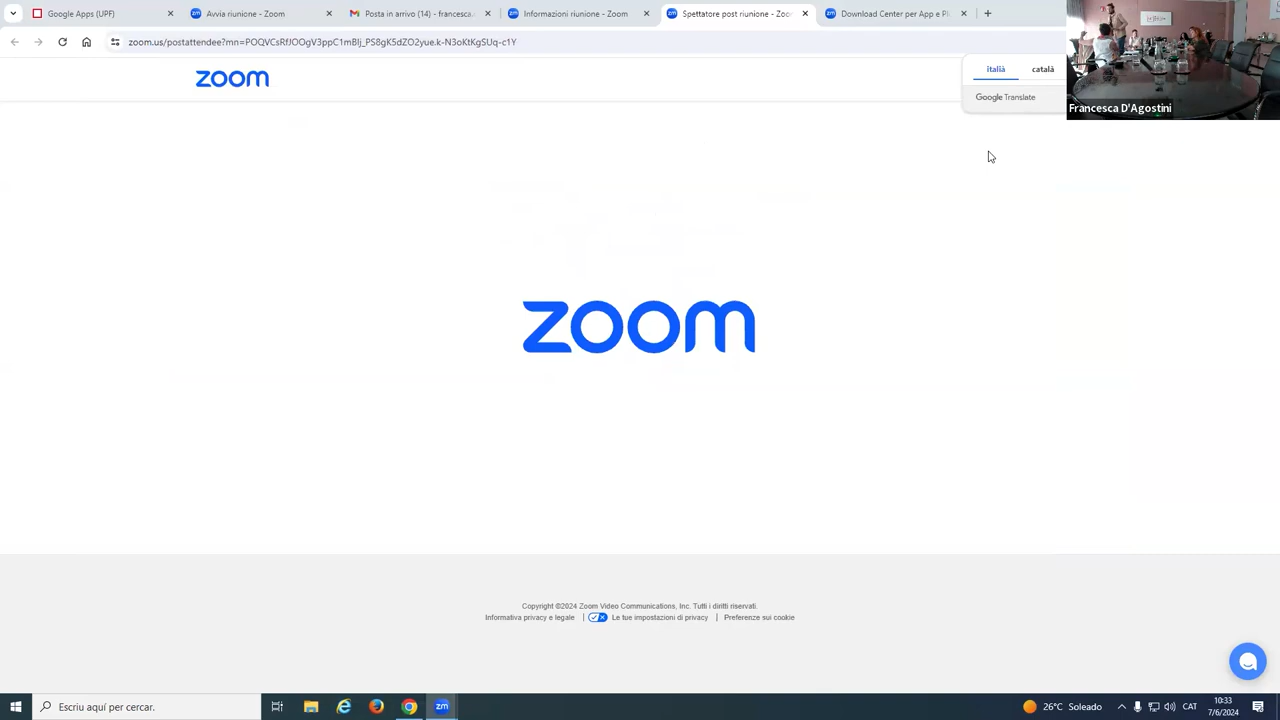 Google Apps (UPF)
Avvia riunione - Zoom
Posta in arrivo (14) - francesca.
Informazioni riunione - Zoom
Spettatore post riunione - Zoo
Download Center per App e Pl
zoom.us/postattendee?mn=
zoom
italià
català
Google Translate
Francesca D'Agostini
zoom
Copyright ©2024 Zoom Video Communications, Inc. Tutti i diritti riservati.
Informativa privacy e legale | Le tue impostazioni di privacy | Preferenze sui cookie
Escriu aquí per cercar.
zm
26°C Soleado
CAT
10:33
7/6/2024